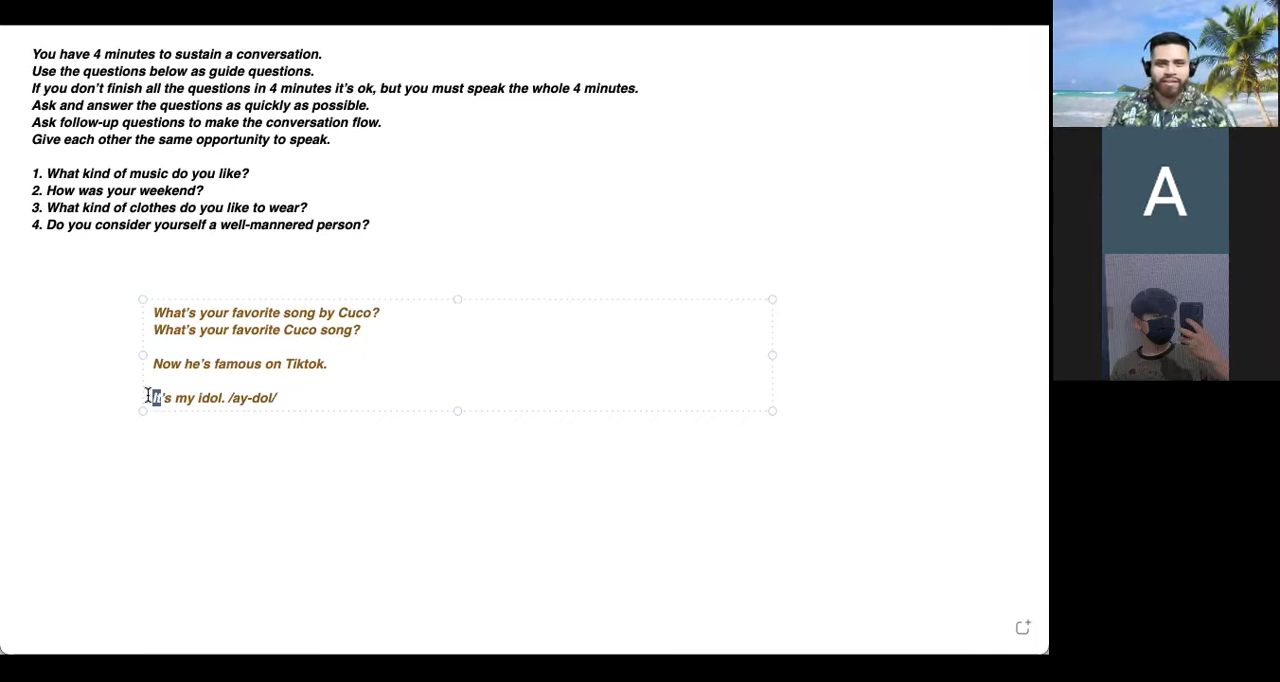 You have 4 minutes to sustain a conversation.
Use the questions below as guide questions.
If you don't finish all the questions in 4 minutes it's ok, but you must speak the whole 4 minutes.
Ask and answer the questions as quickly as possible.
Ask follow-up questions to make the conversation flow.
Give each other the same opportunity to speak.
1. What kind of music do you like?
2. How was your weekend?
3. What kind of clothes do you like to wear?
4. Do you consider yourself a well-mannered person?
What's your favorite song by Cuco?
What's your favorite Cuco song?
Now he's famous on Tiktok.
It's my idol. /ay-dol/
A